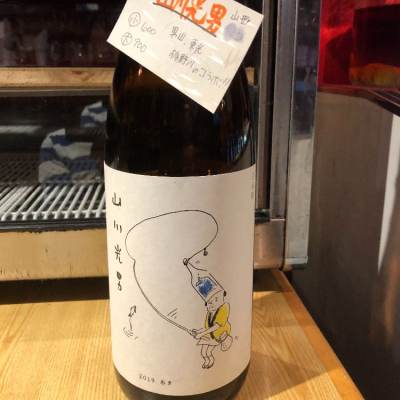 山川光男
山形
小 600
大 900
男山、東光
楯野川のコラボ!!
山川光男
2019 あき